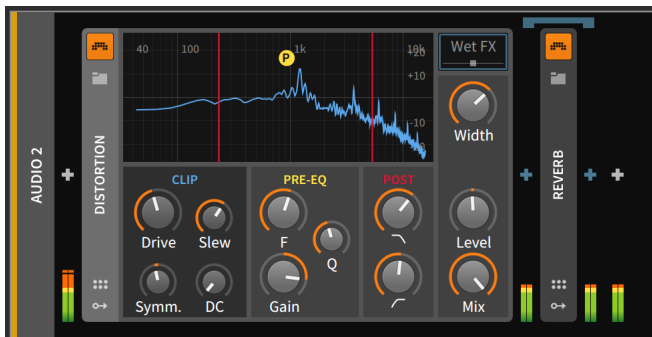 AUDIO 2
DISTORTION
40
100
1k
10k
+20
+10
-10
P
Wet FX
Width
CLIP
PRE-EQ
POST
Drive
Slew
F
Q
Level
Symm.
DC
Gain
Mix
REVERB